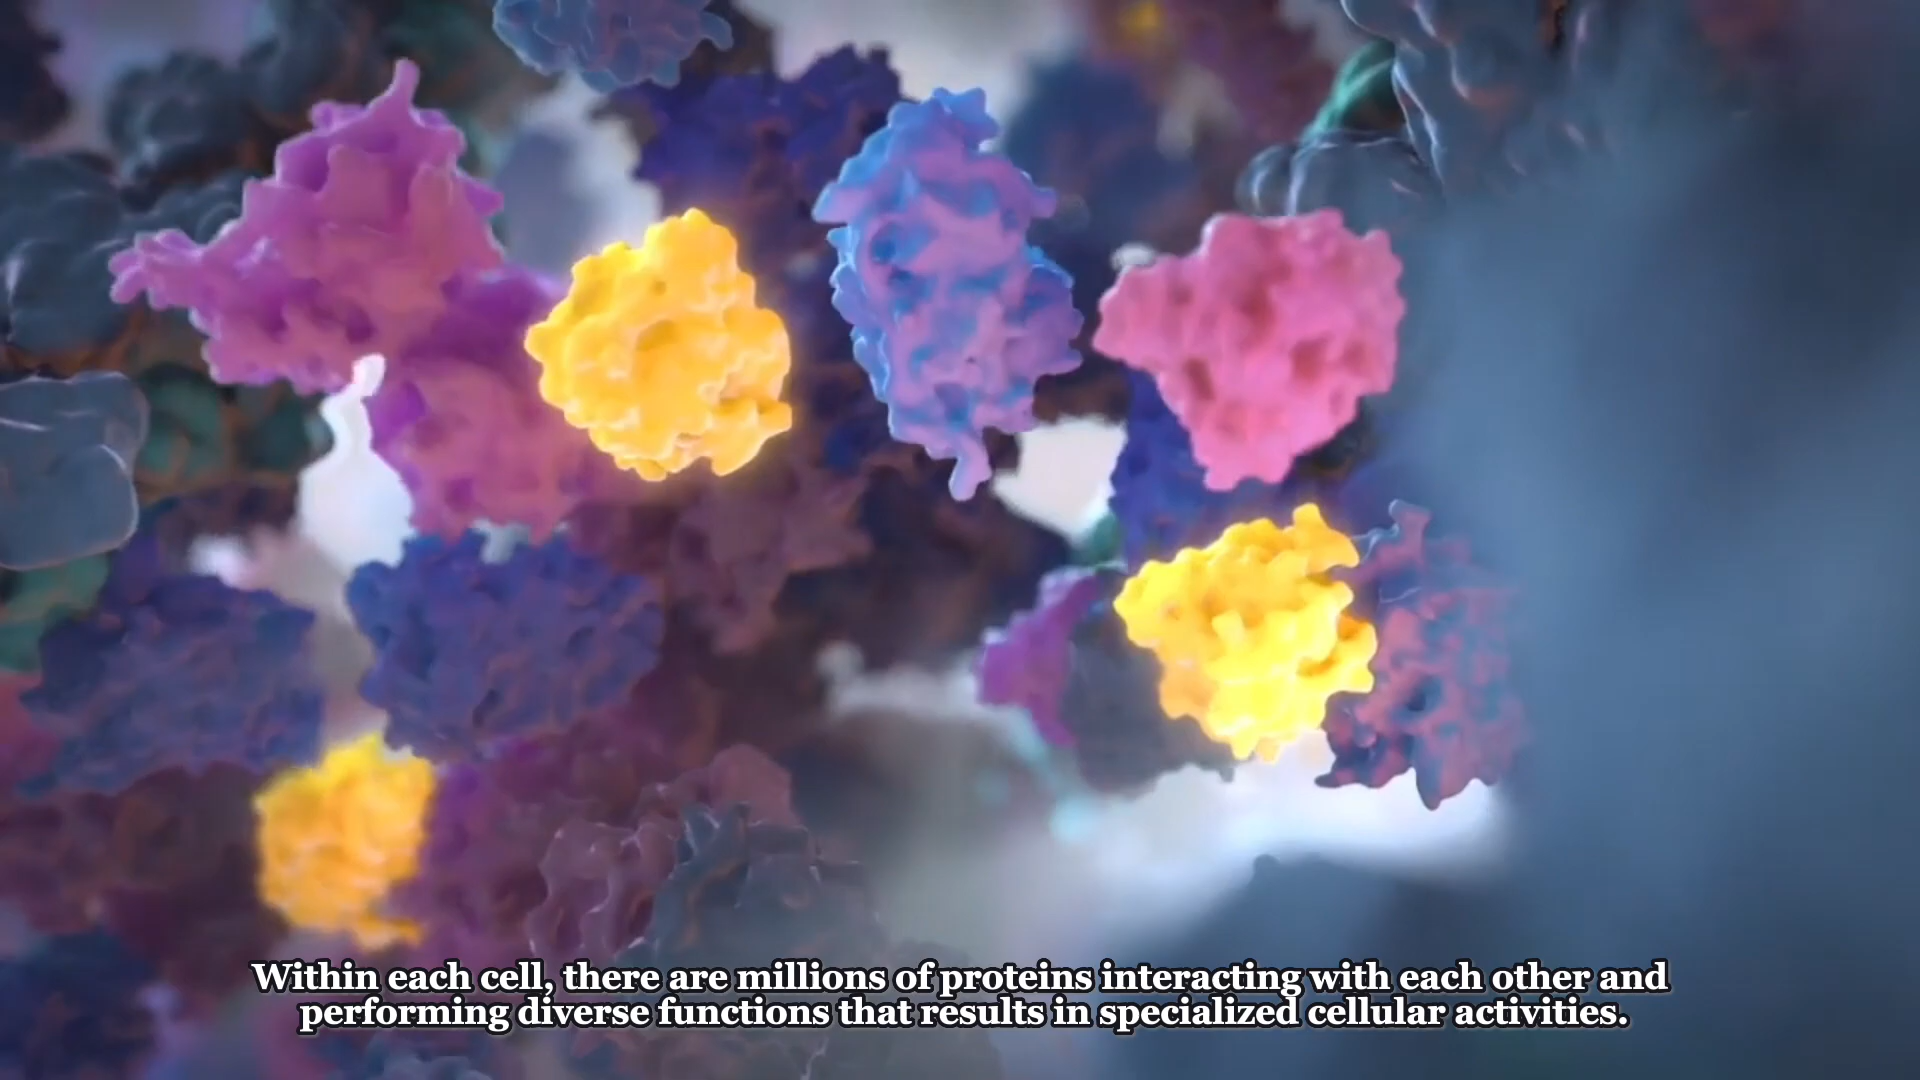 Within each cell, there are millions of proteins interacting with each other and
performing diverse functions that results in specialized cellular activities.